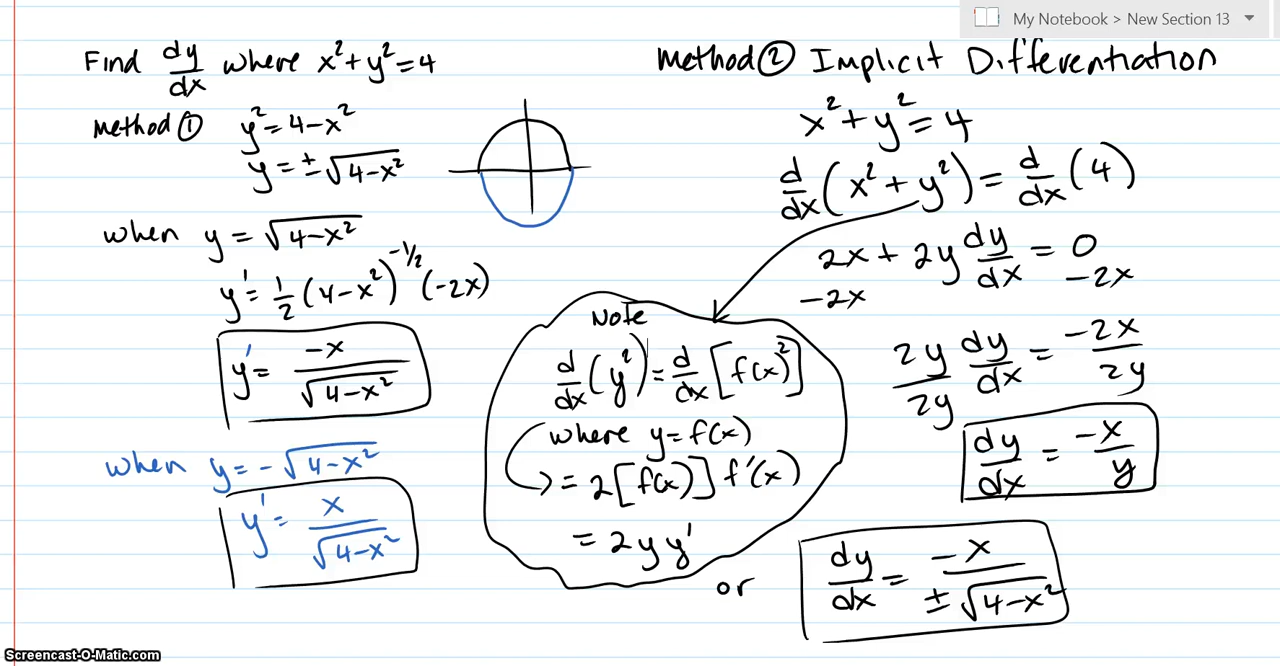 My Notebook > New Section 13
Find dy/dx where x²+y²=4
Method ① y²=4-x²
y=±√(4-x²)
when y=√(4-x²)
y'=1/2(4-x²)^(-1/2)(-2x)
y'= -x/√(4-x²)
when y=-√(4-x²)
y'= x/√(4-x²)
Note
d/dx(y²)=d/dx[f(x)²]
where y=f(x)
=2[f(x)]f'(x)
=2yy'
Method ② Implicit Differentiation
x²+y²=4
d/dx(x²+y²)=d/dx(4)
2x+2y dy/dx=0
-2x -2x
2y/2y dy/dx=-2x/2y
dy/dx=-x/y
or dy/dx=-x/±√(4-x²)
Screencast-O-Matic.com